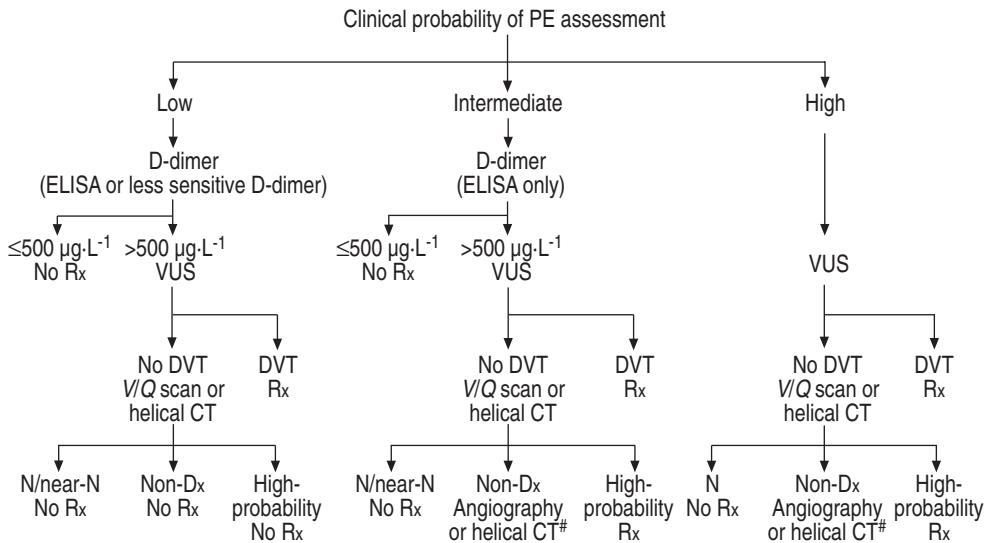 Clinical probability of PE assessment
Low
Intermediate
High
D-dimer
(ELISA or less sensitive D-dimer)
D-dimer
(ELISA only)
≤500 µg·L⁻¹
No Rx
>500 µg·L⁻¹
VUS
≤500 µg·L⁻¹
No Rx
>500 µg·L⁻¹
VUS
VUS
No DVT
V/Q scan or
helical CT
DVT
Rx
No DVT
V/Q scan or
helical CT
DVT
Rx
No DVT
V/Q scan or
helical CT
DVT
Rx
N/near-N
No Rx
Non-Dx
No Rx
High-
probability
No Rx
N/near-N
No Rx
Non-Dx
Angiography
or helical CT#
High-
probability
Rx
N
No Rx
Non-Dx
Angiography
or helical CT#
High-
probability
Rx